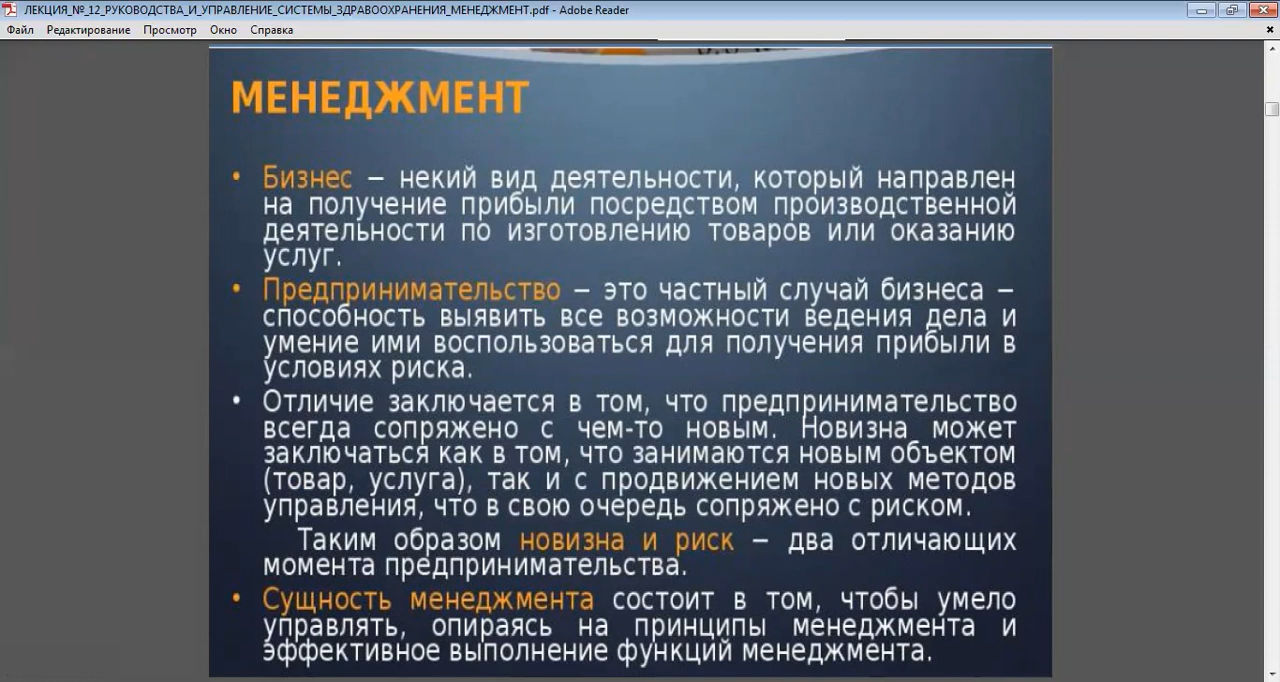 ЛЕКЦИЯ_№_12_РУКОВОДСТВА_И_УПРАВЛЕНИЕ_СИСТЕМЫ_ЗДРАВООХРАНЕНИЯ_МЕНЕДЖМЕНТ.pdf - Adobe Reader
Файл Редактирование Просмотр Окно Справка
МЕНЕДЖМЕНТ
• Бизнес – некий вид деятельности, который направлен
на получение прибыли посредством производственной
деятельности по изготовлению товаров или оказанию
услуг.
• Предпринимательство – это частный случай бизнеса –
способность выявить все возможности ведения дела и
умение ими воспользоваться для получения прибыли в
условиях риска.
• Отличие заключается в том, что предпринимательство
всегда сопряжено с чем-то новым. Новизна может
заключаться как в том, что занимаются новым объектом
(товар, услуга), так и с продвижением новых методов
управления, что в свою очередь сопряжено с риском.
Таким образом новизна и риск – два отличающих
момента предпринимательства.
• Сущность менеджмента состоит в том, чтобы умело
управлять, опираясь на принципы менеджмента и
эффективное выполнение функций менеджмента.